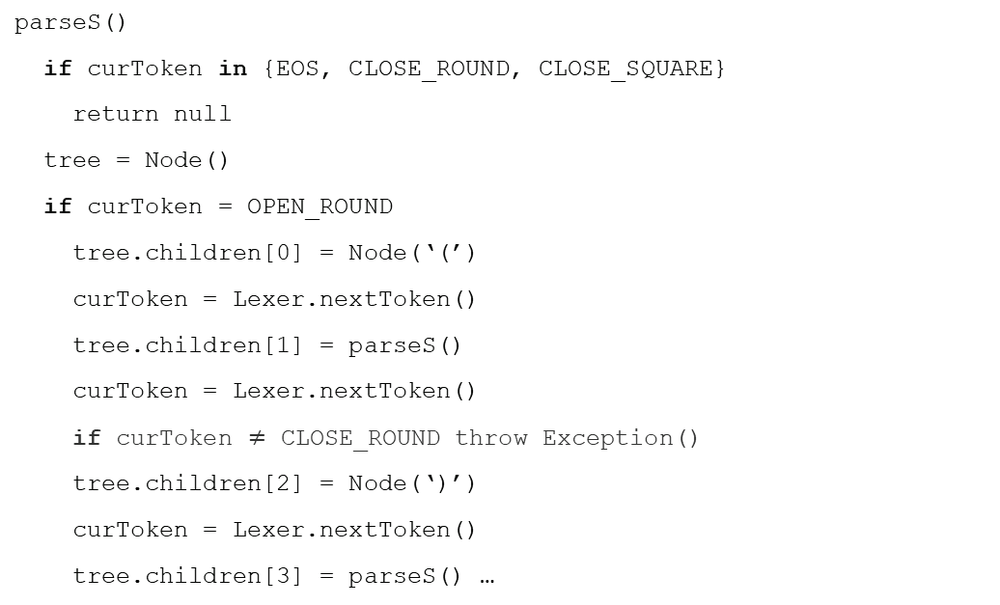 parseS()
if curToken in {EOS, CLOSE_ROUND, CLOSE_SQUARE}
return null
tree = Node()
if curToken = OPEN_ROUND
tree.children[0] = Node(‘(’)
curToken = Lexer.nextToken()
tree.children[1] = parseS()
curToken = Lexer.nextToken()
if curToken ≠ CLOSE_ROUND throw Exception()
tree.children[2] = Node(‘)’)
curToken = Lexer.nextToken()
tree.children[3] = parseS() …